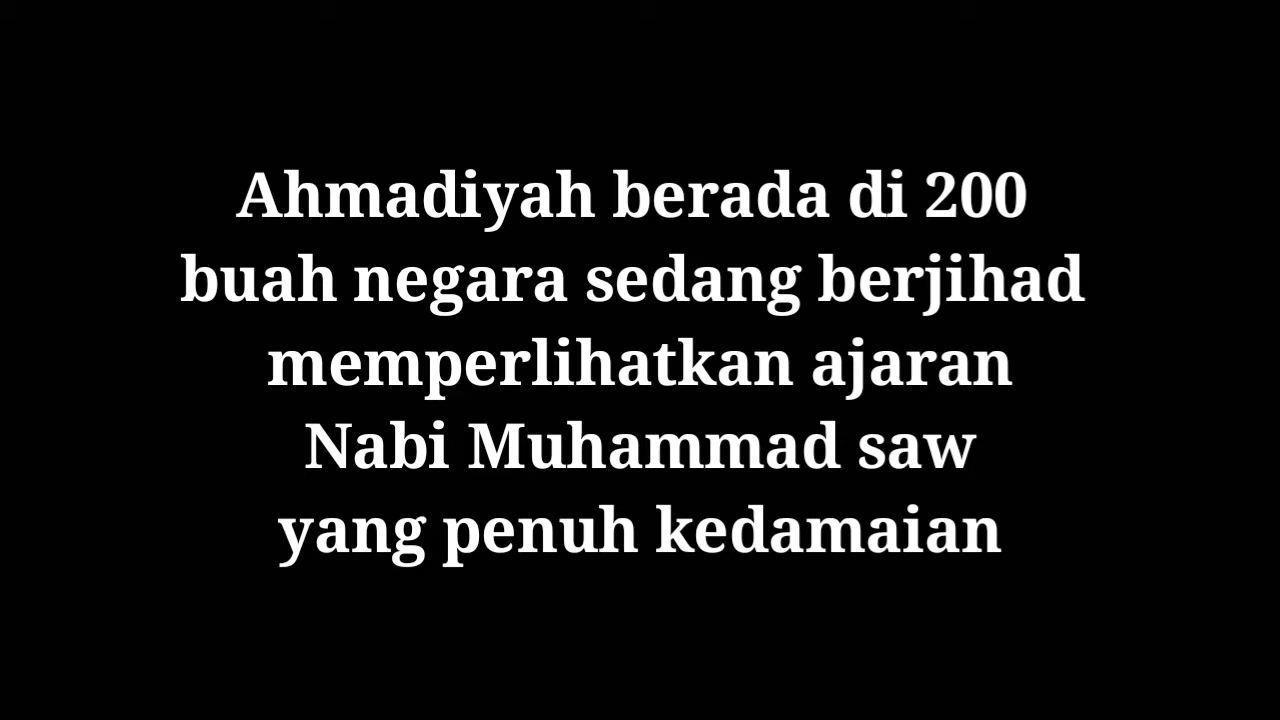 Ahmadiyah berada di 200
buah negara sedang berjihad
memperlihatkan ajaran
Nabi Muhammad saw
yang penuh kedamaian